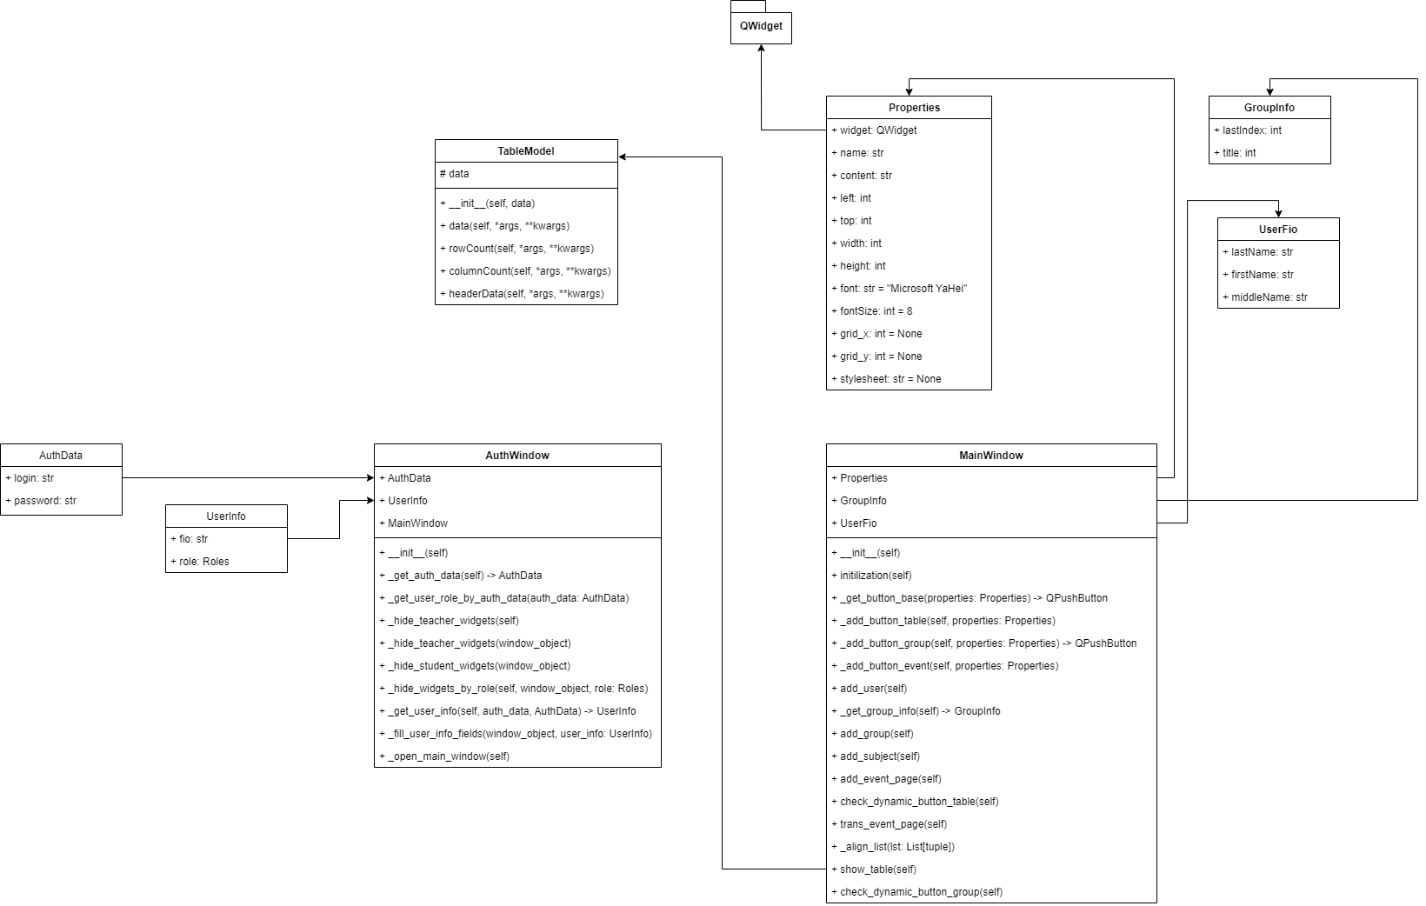 QWidget
Properties
+ widget: QWidget
+ name: str
+ content: str
+ left: int
+ top: int
+ width: int
+ height: int
+ font: str = "Microsoft YaHei"
+ fontSize: int = 8
+ grid_x: int = None
+ grid_y: int = None
+ stylesheet: str = None
GroupInfo
+ lastIndex: int
+ title: int
TableModel
# data
+ __init__(self, data)
+ data(self, *args, **kwargs)
+ rowCount(self, *args, **kwargs)
+ columnCount(self, *args, **kwargs)
+ headerData(self, *args, **kwargs)
UserFio
+ lastName: str
+ firstName: str
+ middleName: str
AuthData
+ login: str
+ password: str
UserInfo
+ fio: str
+ role: Roles
AuthWindow
+ AuthData
+ UserInfo
+ MainWindow
+ __init__(self)
+ _get_auth_data(self) -> AuthData
+ _get_user_role_by_auth_data(auth_data: AuthData)
+ _hide_teacher_widgets(self)
+ _hide_teacher_widgets(window_object)
+ _hide_student_widgets(window_object)
+ _hide_widgets_by_role(self, window_object, role: Roles)
+ _get_user_info(self, auth_data, AuthData) -> UserInfo
+ _fill_user_info_fields(window_object, user_info: UserInfo)
+ _open_main_window(self)
MainWindow
+ Properties
+ GroupInfo
+ UserFio
+ __init__(self)
+ initilization(self)
+ _get_button_base(properties: Properties) -> QPushButton
+ _add_button_table(self, properties: Properties)
+ _add_button_group(self, properties: Properties) -> QPushButton
+ _add_button_event(self, properties: Properties)
+ add_user(self)
+ _get_group_info(self) -> GroupInfo
+ add_group(self)
+ add_subject(self)
+ add_event_page(self)
+ check_dynamic_button_table(self)
+ trans_event_page(self)
+ _align_list(lst: List[tuple])
+ show_table(self)
+ check_dynamic_button_group(self)